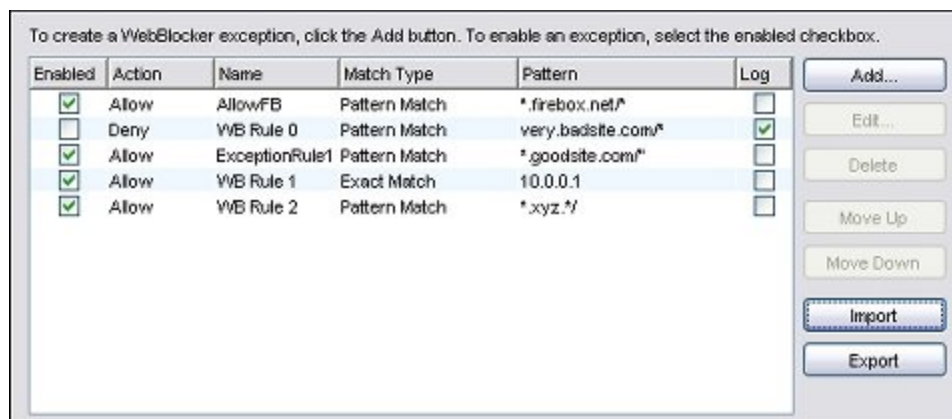 To create a WebBlocker exception, click the Add button. To enable an exception, select the enabled checkbox.
Enabled Action Name Match Type Pattern Log
Allow AllowFB Pattern Match *.firebox.net/*
Deny WB Rule 0 Pattern Match very.badsite.com/*
Allow ExceptionRule1 Pattern Match *.goodsite.com/*
Allow WB Rule 1 Exact Match 10.0.0.1
Allow WB Rule 2 Pattern Match *.xyz.*/
Add...
Edit...
Delete
Move Up
Move Down
Import
Export